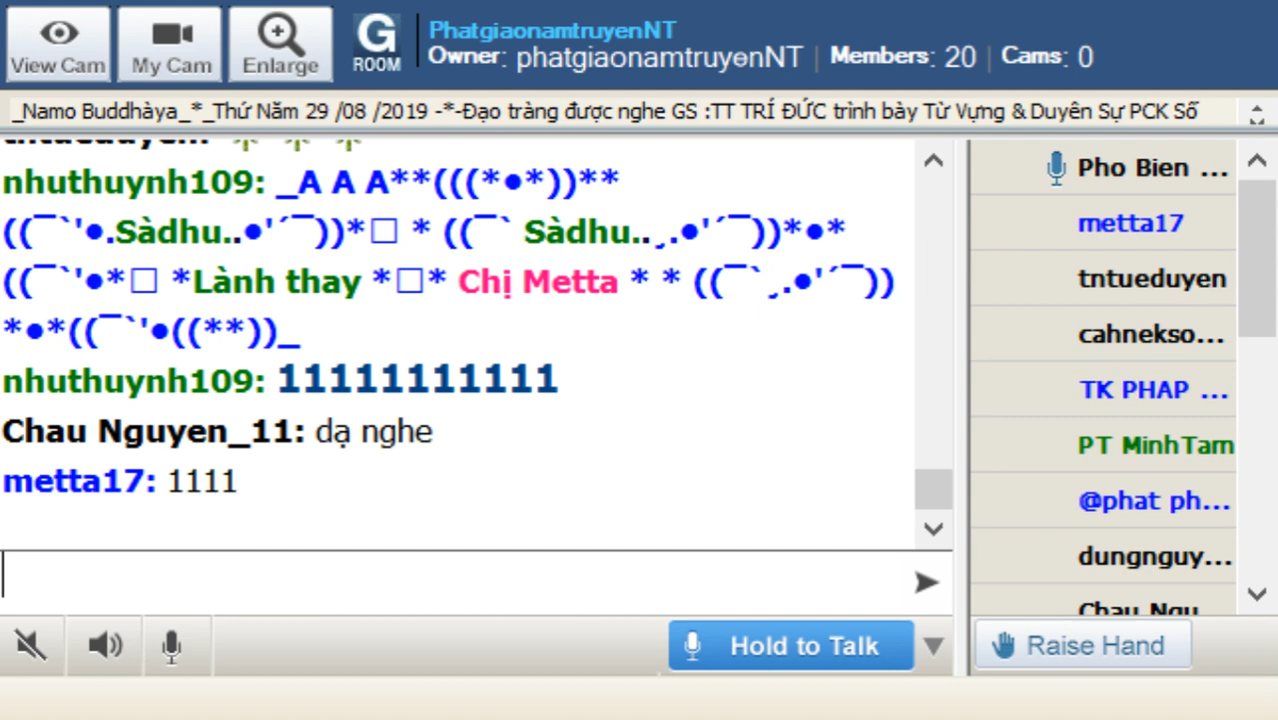 View Cam
My Cam
Enlarge
G
ROOM
PhatgiaonamtruyenNT
Owner: phatgiaonamtruyenNT | Members: 20 | Cams: 0
_Namo Buddhàya_*_Thứ Năm 29 /08 /2019 -*-Đạo tràng được nghe GS :TT TRÍ ĐỨC trình bày Từ Vựng & Duyên Sự PCK Số
nhuthuynh109: _A A A**(((*●*))**
((¯`'●.Sàdhu..●'´¯))*□ * ((¯` Sàdhu..¸.●'´¯))*●*
((¯`'●*□ *Lành thay *□* Chị Metta * * ((¯`¸.●'´¯))
*●*((¯`'●((**))_
nhuthuynh109: 11111111111
Chau Nguyen_11: dạ nghe
metta17: 1111
Hold to Talk
Pho Bien ...
metta17
tntueduyen
cahnekso...
TK PHAP ...
PT MinhTam
@phat ph...
dungnguy...
Chau Ngu
Raise Hand